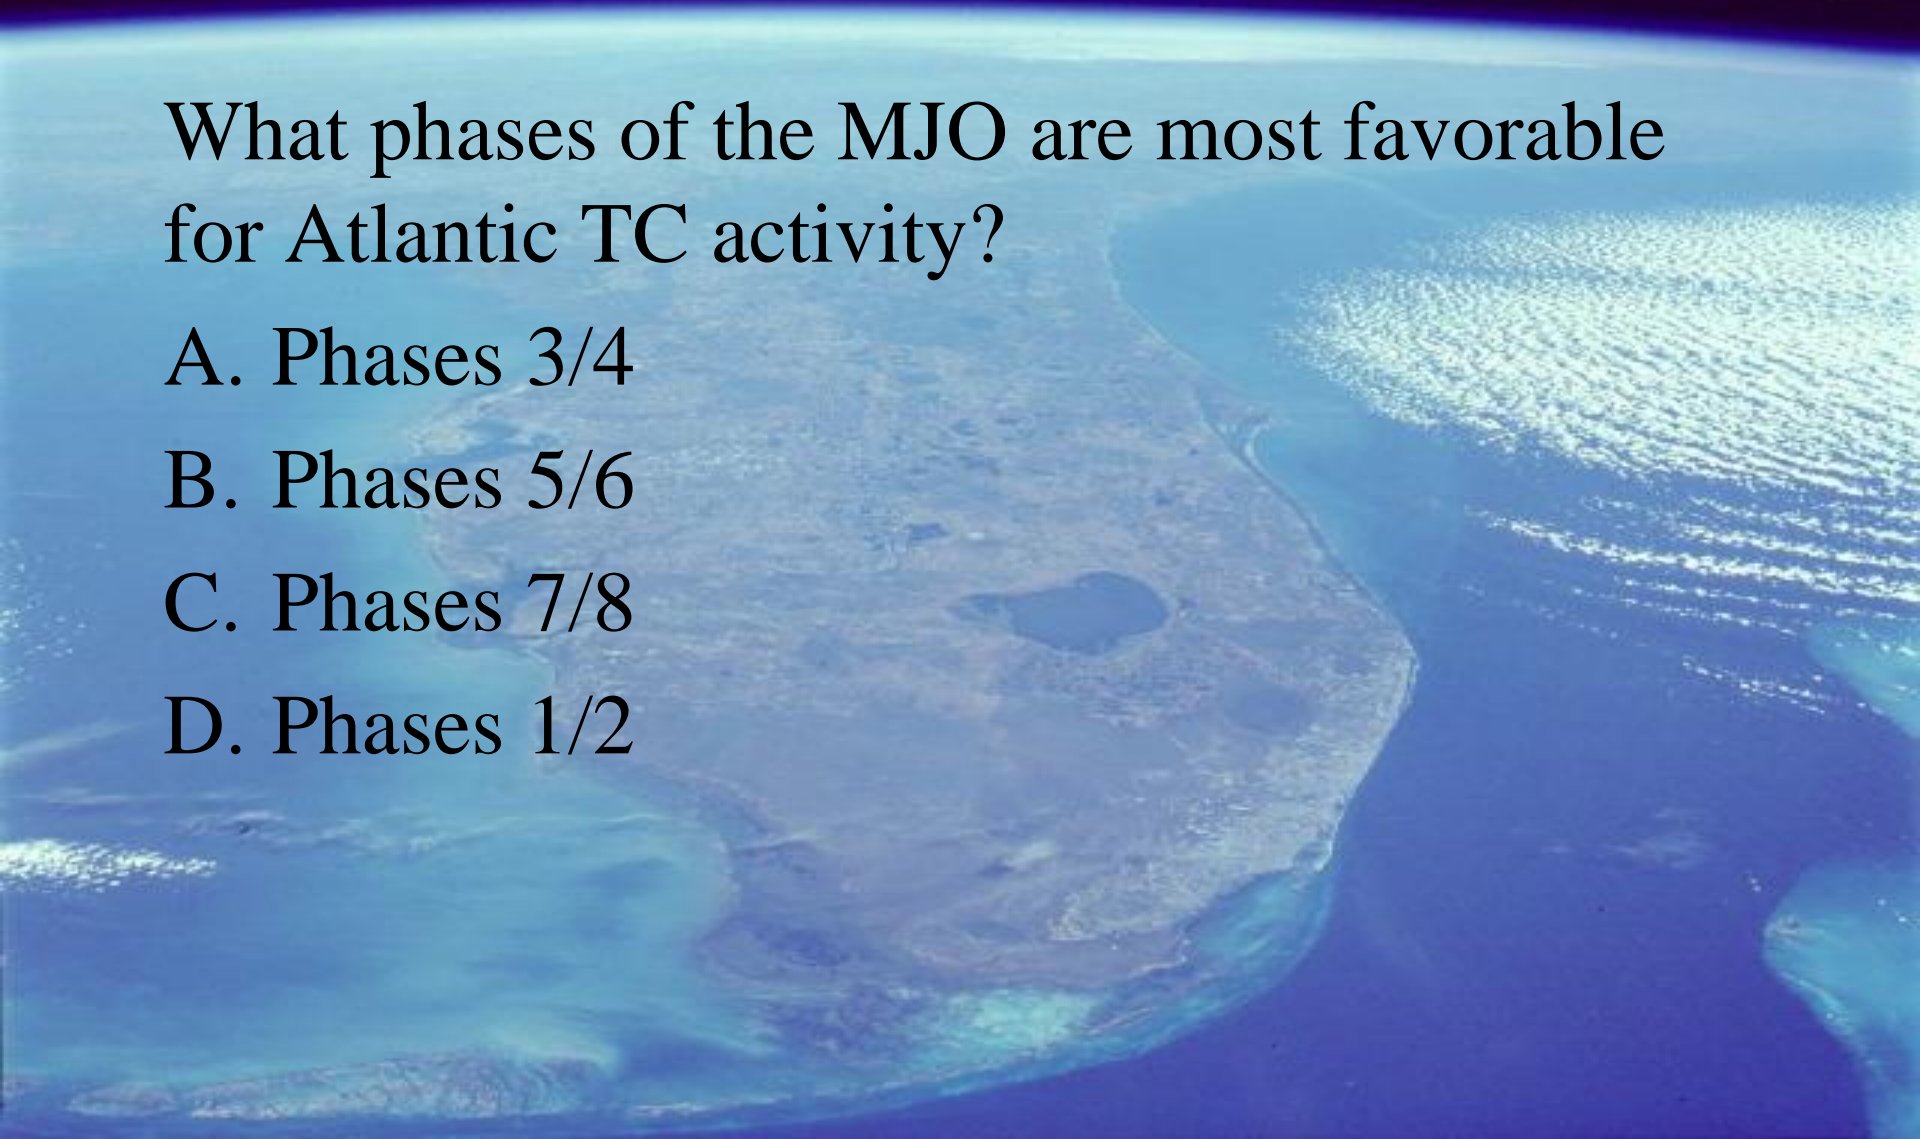 What phases of the MJO are most favorable
for Atlantic TC activity?
A. Phases 3/4
B. Phases 5/6
C. Phases 7/8
D. Phases 1/2